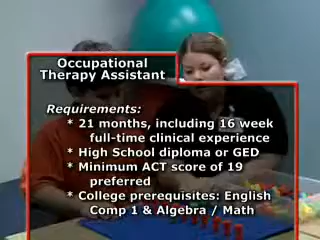 Occupational
Therapy Assistant
Requirements:
* 21 months, including 16 week
full-time clinical experience
* High School diploma or GED
* Minimum ACT score of 19
preferred
* College prerequisites: English
Comp 1 & Algebra / Math